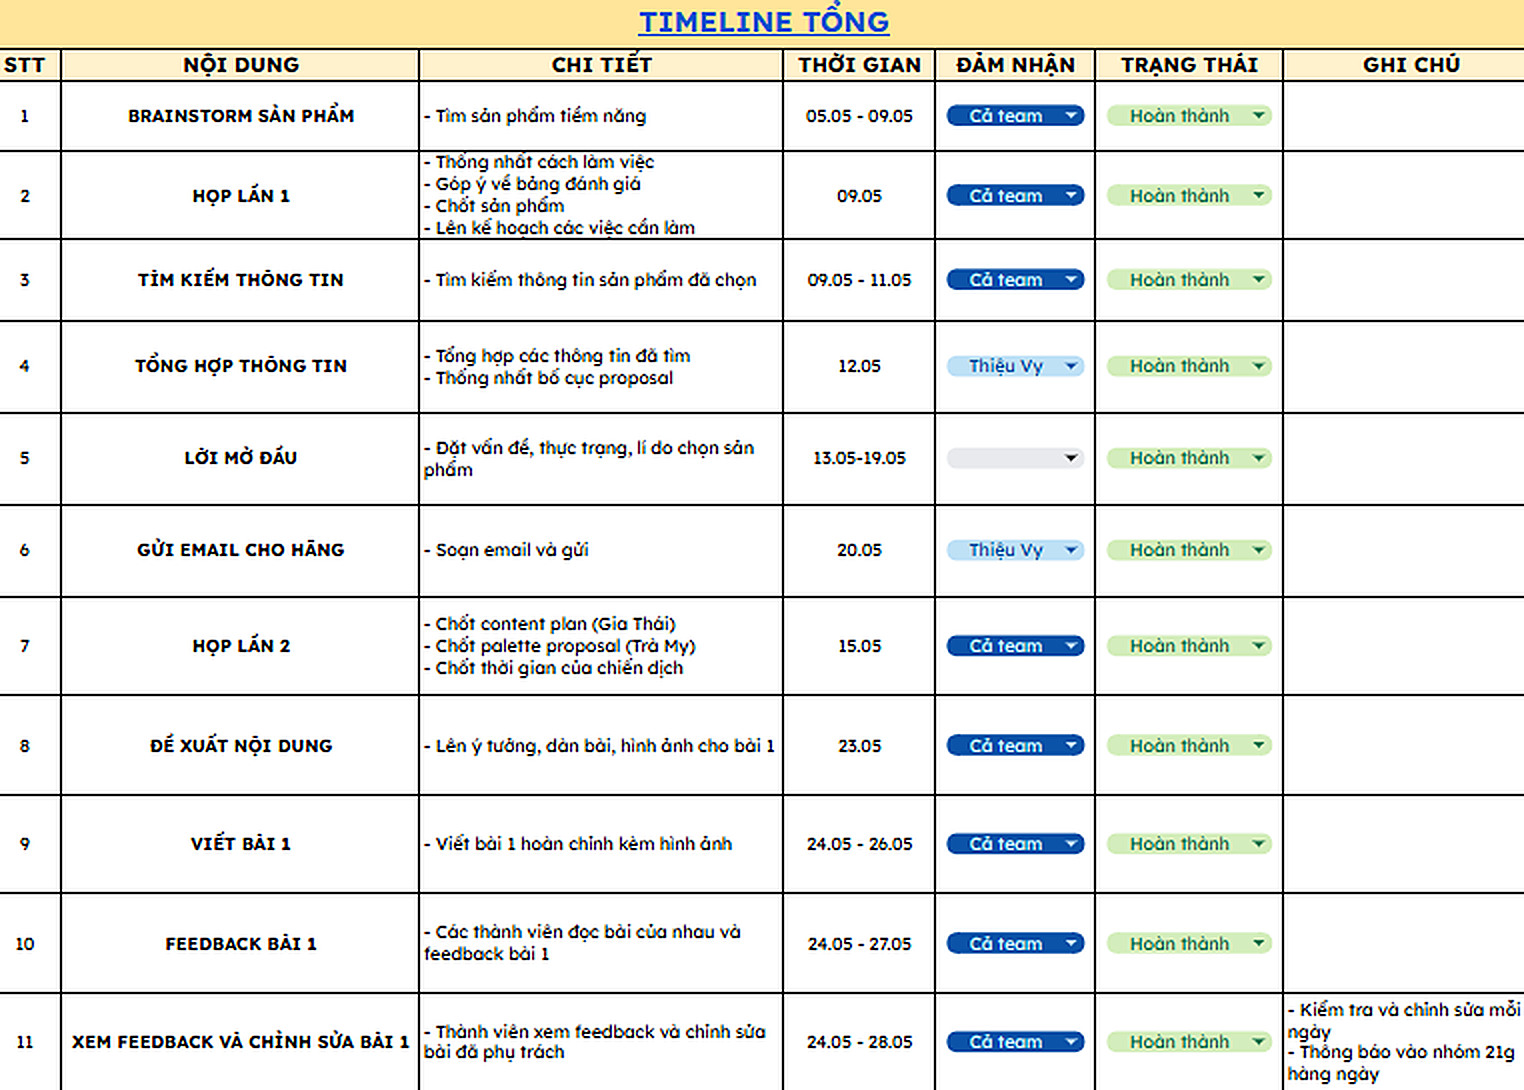 TIMELINE TỔNG
STT NỘI DUNG CHI TIẾT THỜI GIAN ĐẢM NHẬN TRẠNG THÁI GHI CHÚ
1 BRAINSTORM SẢN PHẨM - Tìm sản phẩm tiềm năng 05.05 - 09.05 Cả team Hoàn thành
- Thống nhất cách làm việc
- Góp ý về bảng đánh giá
2 HỌP LẦN 1 09.05 Cả team Hoàn thành
- Chốt sản phẩm
- Lên kế hoạch các việc cần làm
3 TÌM KIẾM THÔNG TIN - Tìm kiếm thông tin sản phẩm đã chọn 09.05 - 11.05 Cả team Hoàn thành
- Tổng hợp các thông tin đã tìm
4 TỔNG HỢP THÔNG TIN 12.05 Thiệu Vy Hoàn thành
- Thống nhất bố cục proposal
- Đặt vấn đề, thực trạng, lí do chọn sản
5 LỜI MỞ ĐẦU 13.05-19.05 Hoàn thành
phẩm
6 GỬI EMAIL CHO HÃNG - Soạn email và gửi 20.05 Thiệu Vy Hoàn thành
- Chốt content plan (Gia Thái)
7 HỌP LẦN 2 - Chốt palette proposal (Trà My) 15.05 Cả team Hoàn thành
- Chốt thời gian của chiến dịch
8 ĐỀ XUẤT NỘI DUNG - Lên ý tưởng, dàn bài, hình ảnh cho bài 1 23.05 Cả team Hoàn thành
9 VIẾT BÀI 1 - Viết bài 1 hoàn chỉnh kèm hình ảnh 24.05 - 26.05 Cả team Hoàn thành
- Các thành viên đọc bài của nhau và
10 FEEDBACK BÀI 1 24.05 - 27.05 Cả team Hoàn thành
feedback bài 1
- Thành viên xem feedback và chỉnh sửa
11 XEM FEEDBACK VÀ CHỈNH SỬA BÀI 1 24.05 - 28.05 Cả team Hoàn thành
bài đã phụ trách
- Kiểm tra và chỉnh sửa mỗi
ngày
- Thông báo vào nhóm 21g
hàng ngày